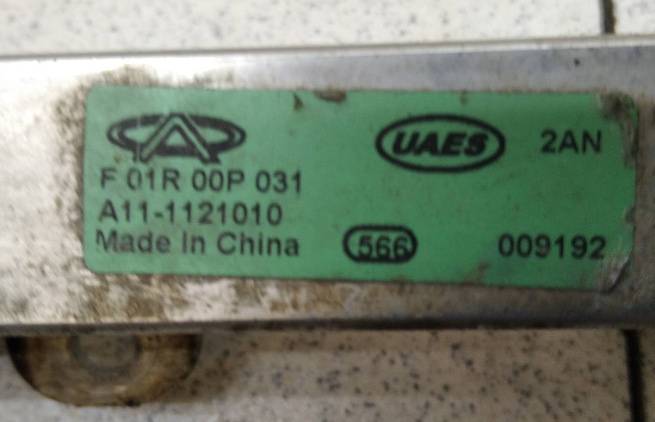 UAES 2AN
F 01R 00P 031
A11-1121010
Made In China 566 009192